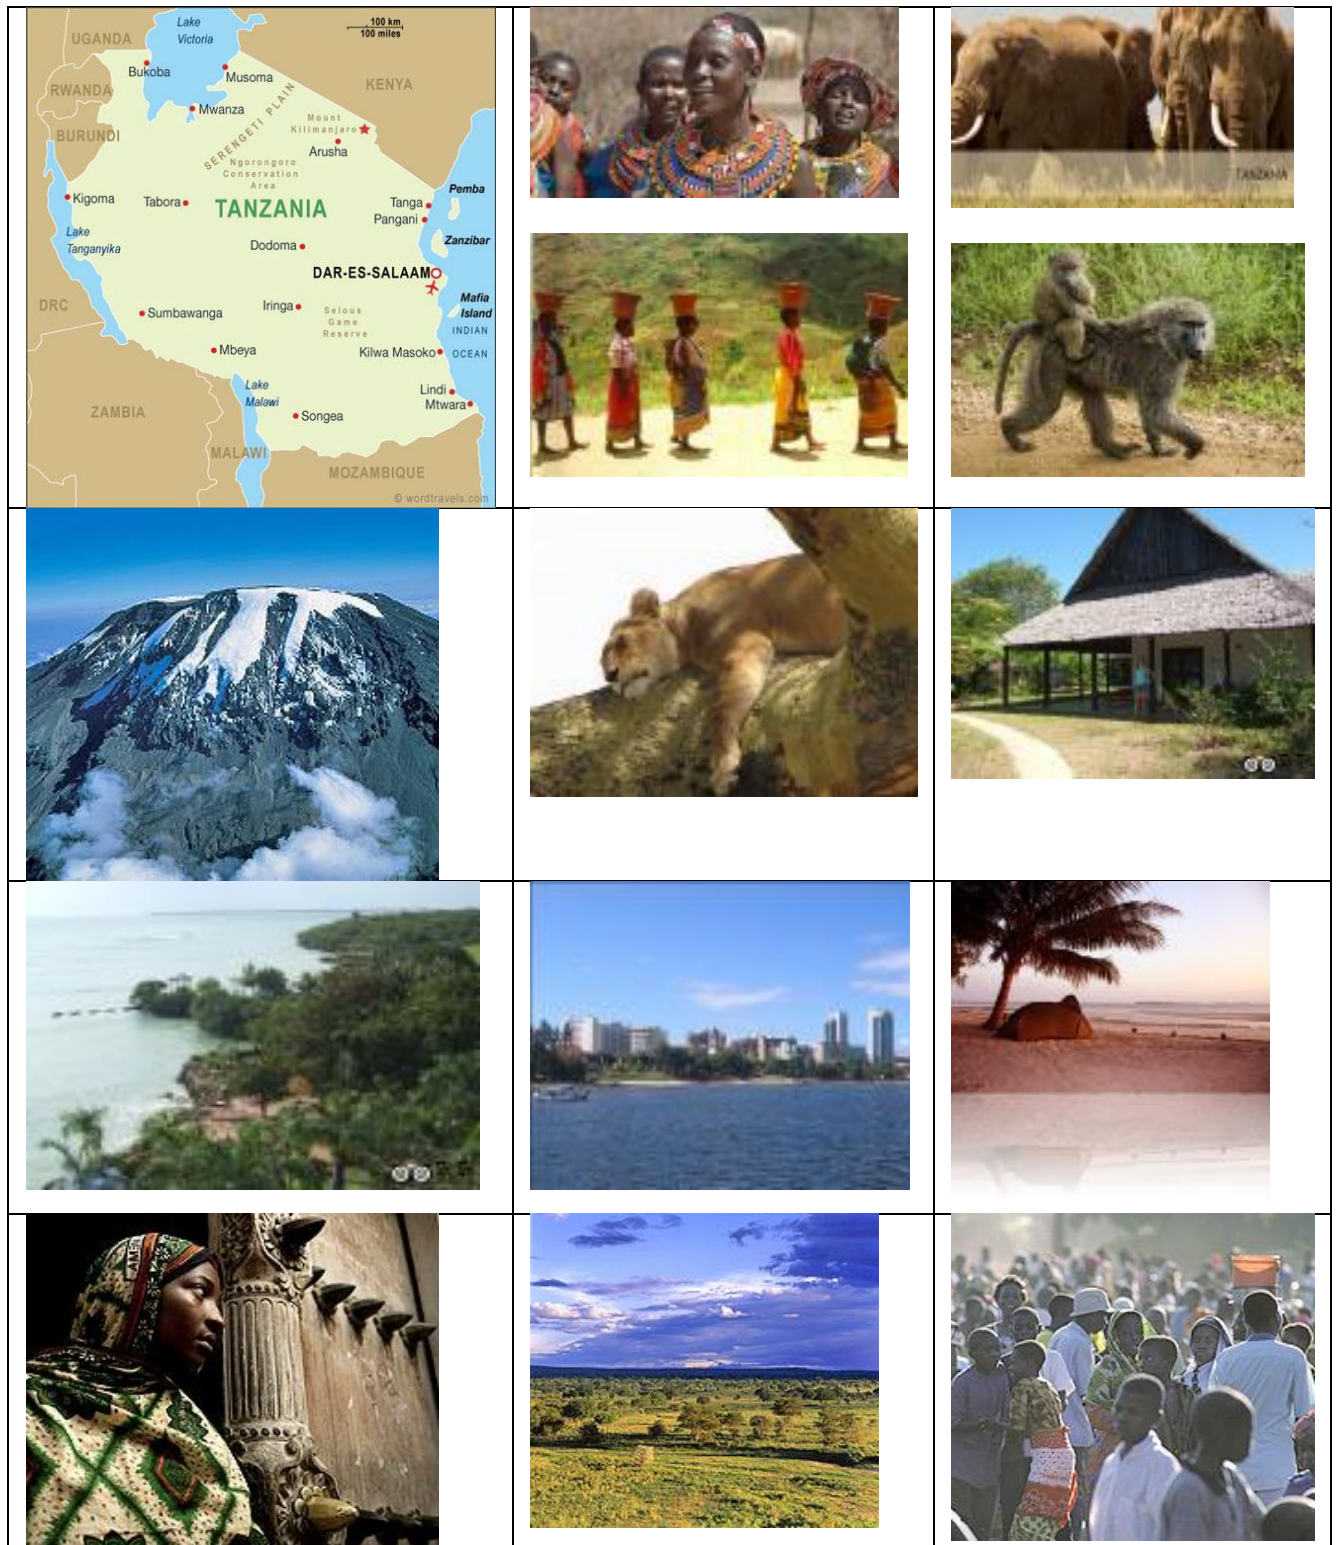 100 km
100 miles
Lake
Victoria
UGANDA
Bukoba
Musoma
RWANDA
KENYA
Mwanza
SERENGETI PLAIN
Mount
Kilimanjaro
BURUNDI
Arusha
Ngorongoro
Conservation
Area
Pemba
Kigoma
Tabora
TANZANIA
Tanga
Pangani
Lake
Tanganyika
Zanzibar
Dodoma
DAR-ES-SALAAM
DRC
Mafia
Island
Iringa
Selous
Game
Reserve
Sumbawanga
INDIAN
OCEAN
Mbeya
Kilwa Masoko
Lake
Malawi
Lindi
Mtwara
ZAMBIA
Songea
MALAWI
MOZAMBIQUE
© wordtravels.com
TANZANIA